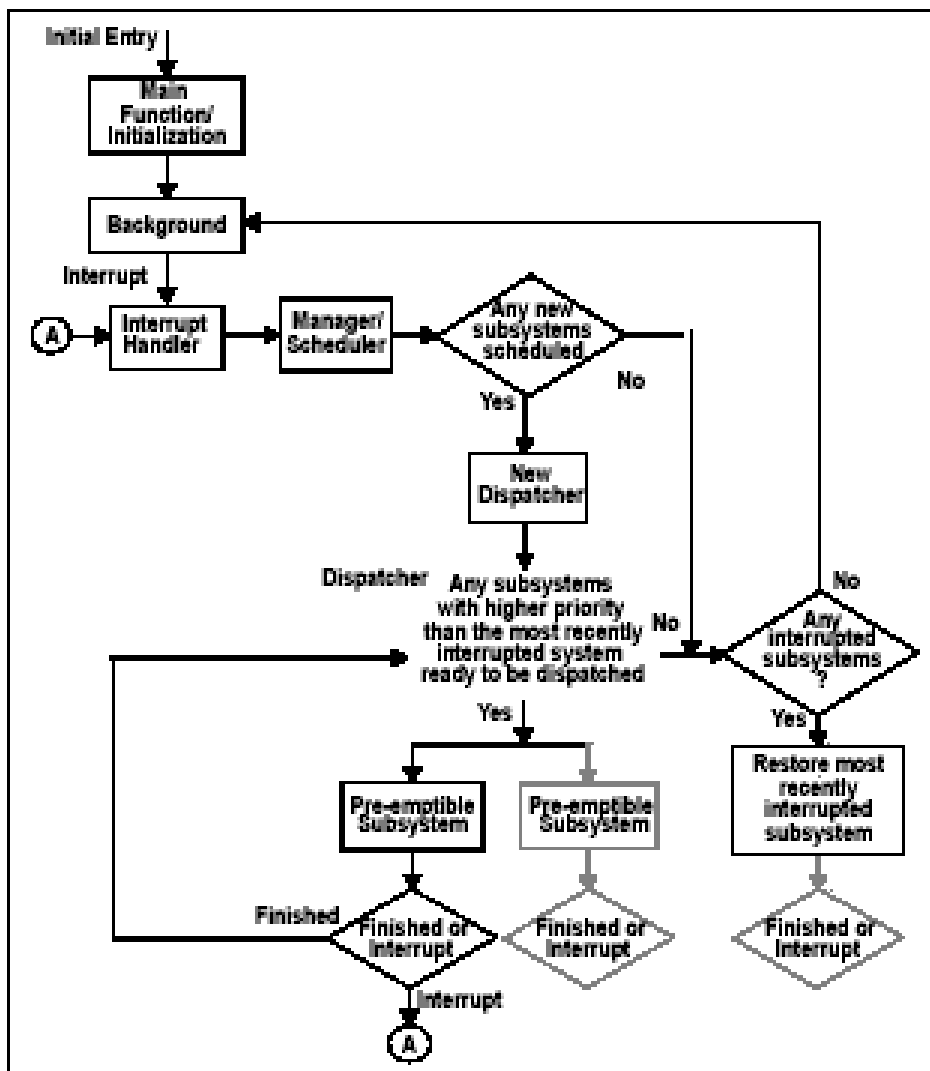 Initial Entry
Main
Function/
Initialization
Background
Interrupt
A
Interrupt
Handler
Manager/
Scheduler
Any new
subsystems
scheduled
No
Yes
New
Dispatcher
Dispatcher
Any subsystems
with higher priority
than the most recently
interrupted system
ready to be dispatched
No
No
Any
interrupted
subsystems
?
Yes
Yes
Pre-emptible
Subsystem
Pre-emptible
Subsystem
Restore most
recently
interrupted
subsystem
Finished
Finished or
Interrupt
Finished or
Interrupt
Finished or
Interrupt
Interrupt
A